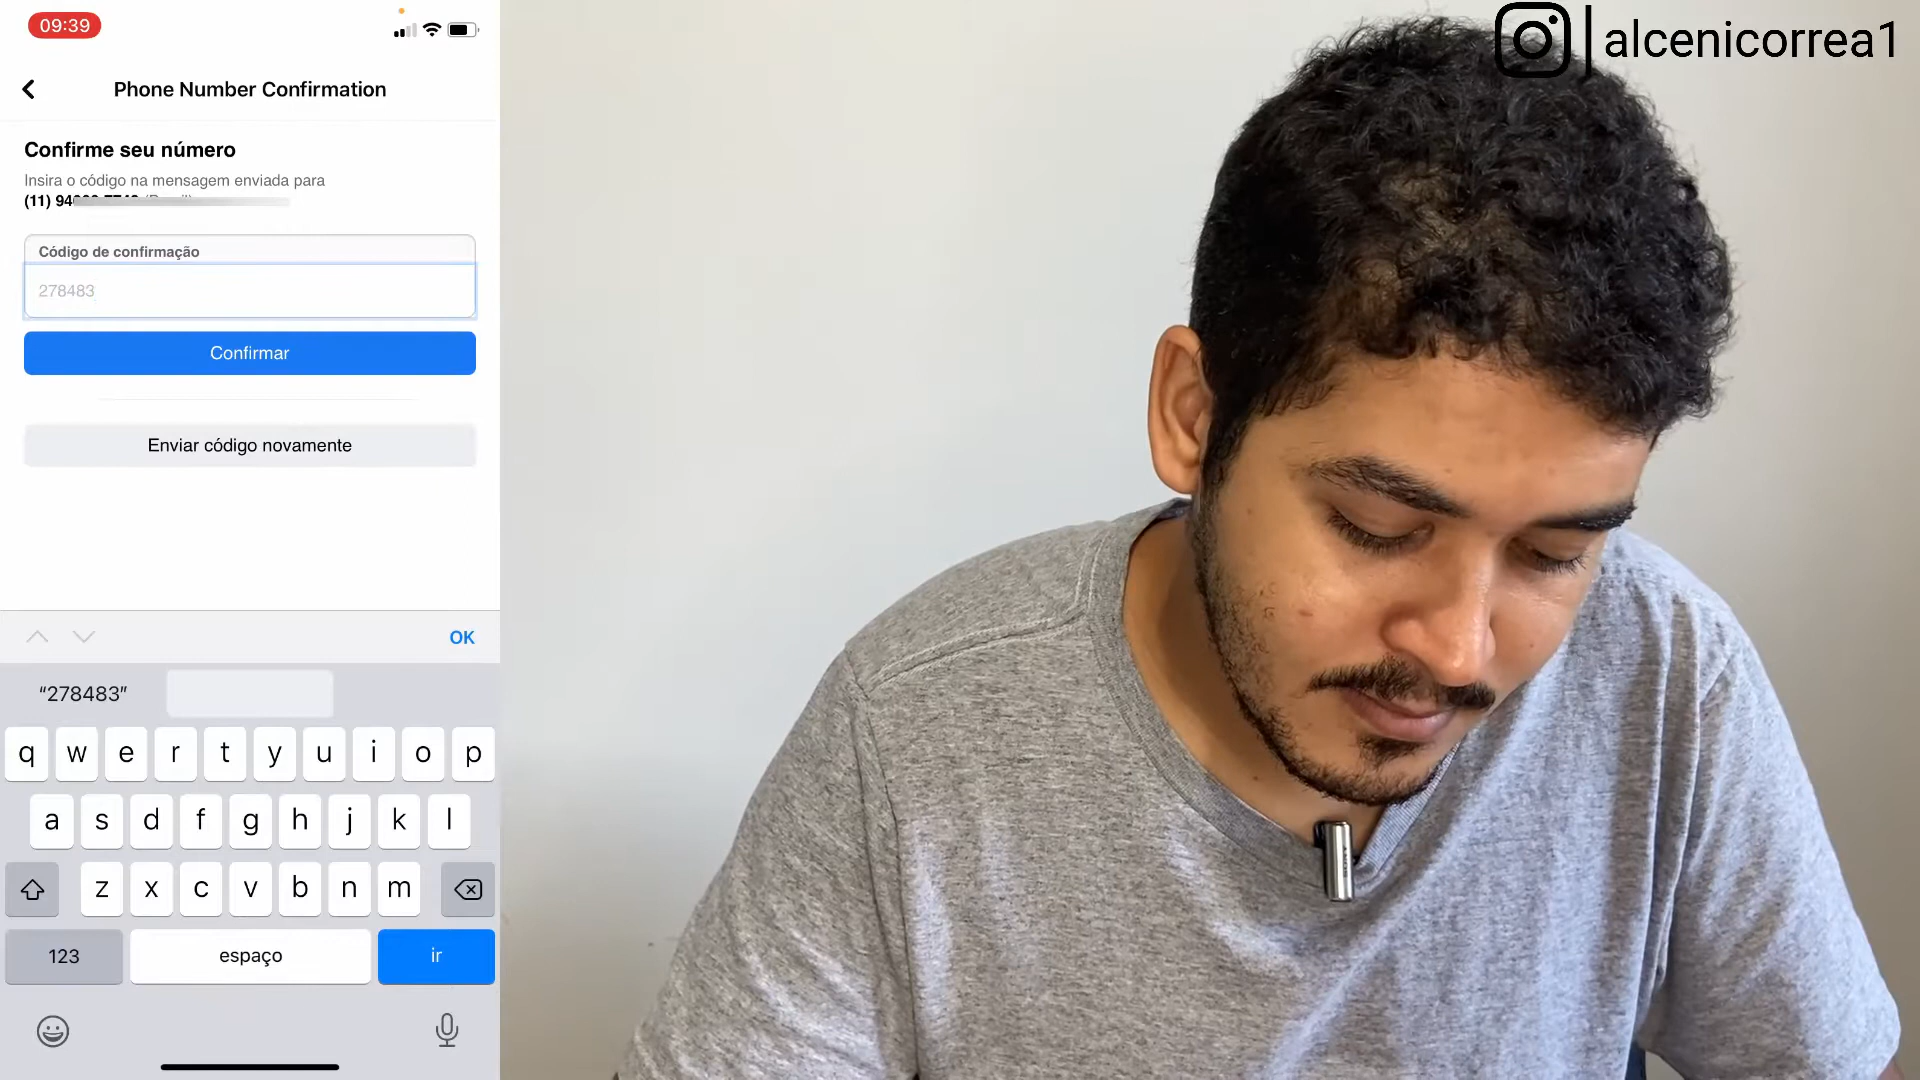 09:39
alcenicorrea1
Phone Number Confirmation
Confirme seu número
Insira o código na mensagem enviada para
(11) 94
Código de confirmação
278483
Confirmar
Enviar código novamente
OK
“278483”
q w e r t y u i o p
a s d f g h j k l
z x c v b n m
123 espaço ir